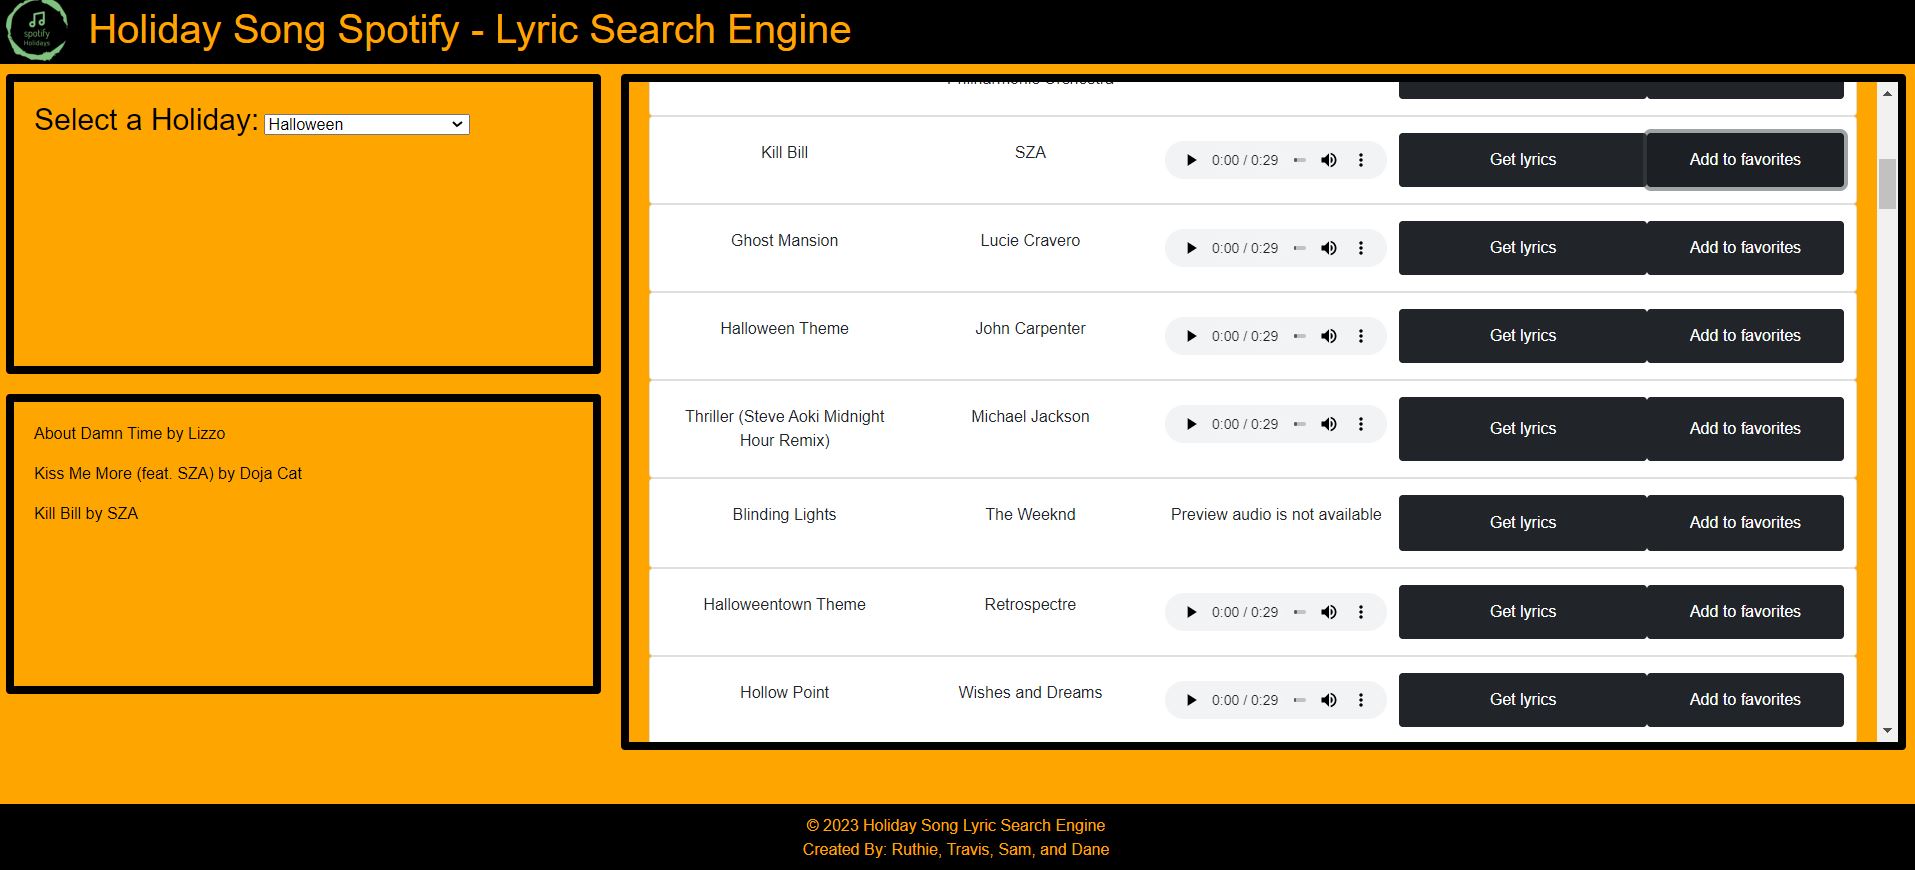 spotify
Holidays
Holiday Song Spotify - Lyric Search Engine
Select a Holiday: Halloween
About Damn Time by Lizzo
Kiss Me More (feat. SZA) by Doja Cat
Kill Bill by SZA
Philharmonic Orchestra
Kill Bill SZA 0:00 / 0:29 Get lyrics Add to favorites
Ghost Mansion Lucie Cravero 0:00 / 0:29 Get lyrics Add to favorites
Halloween Theme John Carpenter 0:00 / 0:29 Get lyrics Add to favorites
Thriller (Steve Aoki Midnight Michael Jackson 0:00 / 0:29 Get lyrics Add to favorites
Hour Remix)
Blinding Lights The Weeknd Preview audio is not available Get lyrics Add to favorites
Halloweentown Theme Retrospectre 0:00 / 0:29 Get lyrics Add to favorites
Hollow Point Wishes and Dreams 0:00 / 0:29 Get lyrics Add to favorites
© 2023 Holiday Song Lyric Search Engine
Created By: Ruthie, Travis, Sam, and Dane